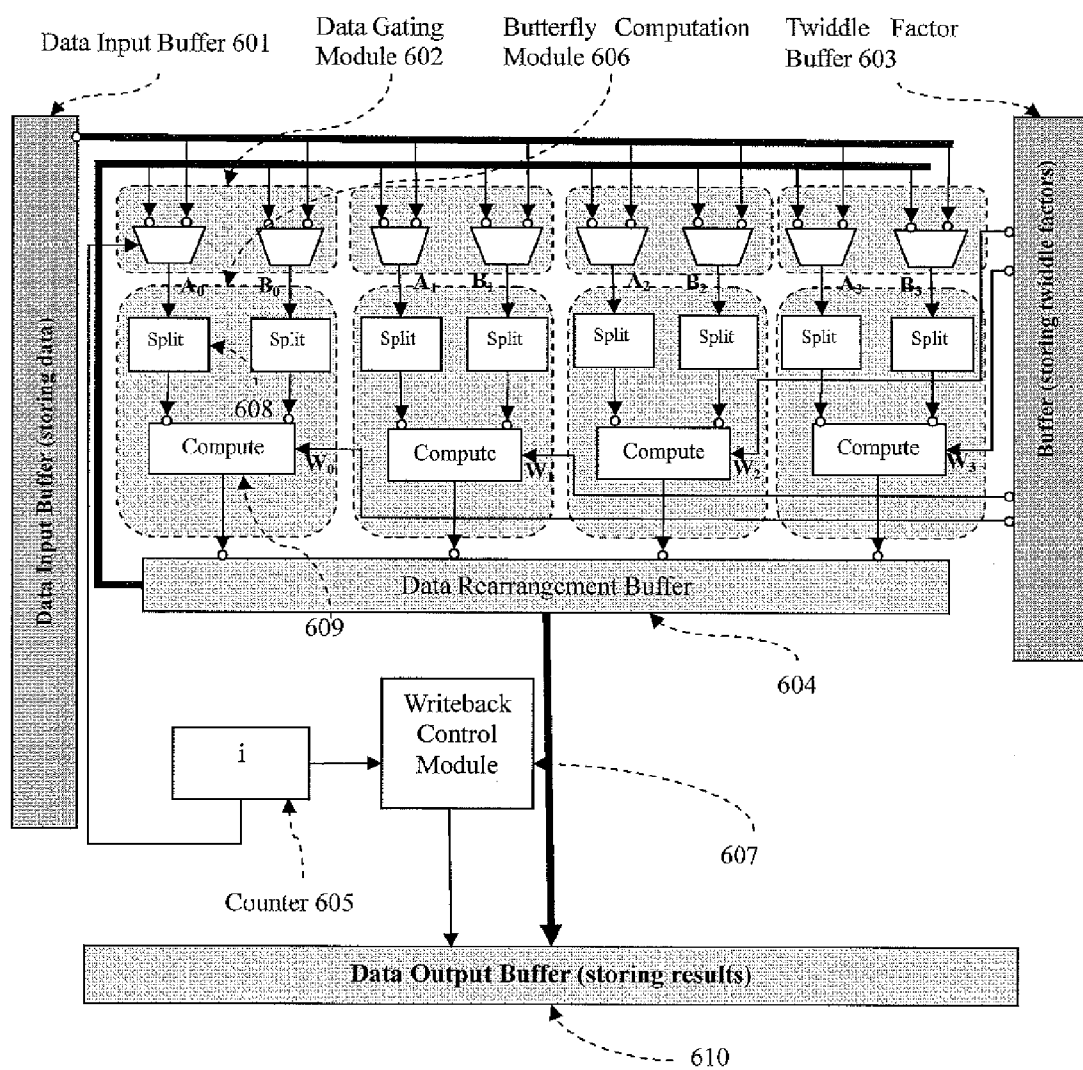 Data Input Buffer 601
Data Gating
Module 602
Butterfly Computation
Module 606
Twiddle Factor
Buffer 603
Data Input Buffer (storing data)
Buffer (storing twiddle factors)
A0 B0 A1 B1 A2 B2 A3 B3
Split Split Split Split Split Split Split Split
608
Compute Compute Compute Compute
W0 W1 W2 W3
Data Rearrangement Buffer
609
604
Writeback
Control
Module
i
607
Counter 605
Data Output Buffer (storing results)
610